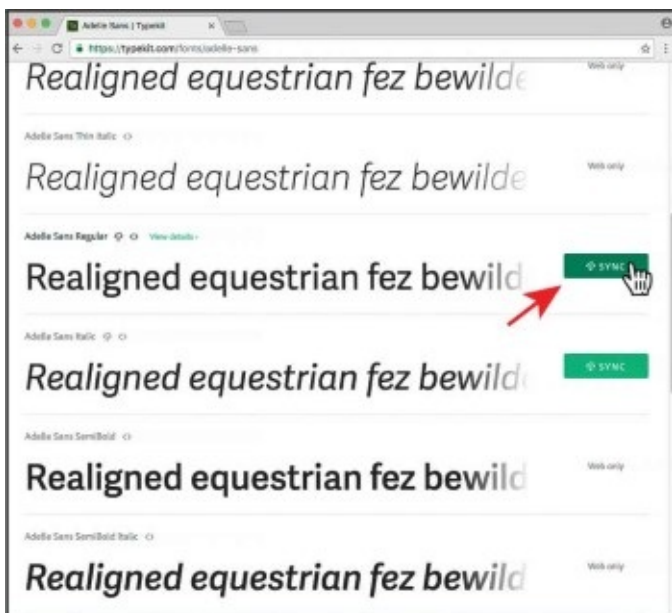 Adelle Sans | Typekit
https://typekit.com/fonts/adelle-sans
Realigned equestrian fez bewilde
Web only
Adelle Sans Thin Italic
Realigned equestrian fez bewilde
Web only
Adelle Sans Regular View details ›
Realigned equestrian fez bewild
SYNC
Adelle Sans Italic
Realigned equestrian fez bewilde
SYNC
Adelle Sans SemiBold
Realigned equestrian fez bewild
Web only
Adelle Sans SemiBold Italic
Realigned equestrian fez bewild
Web only